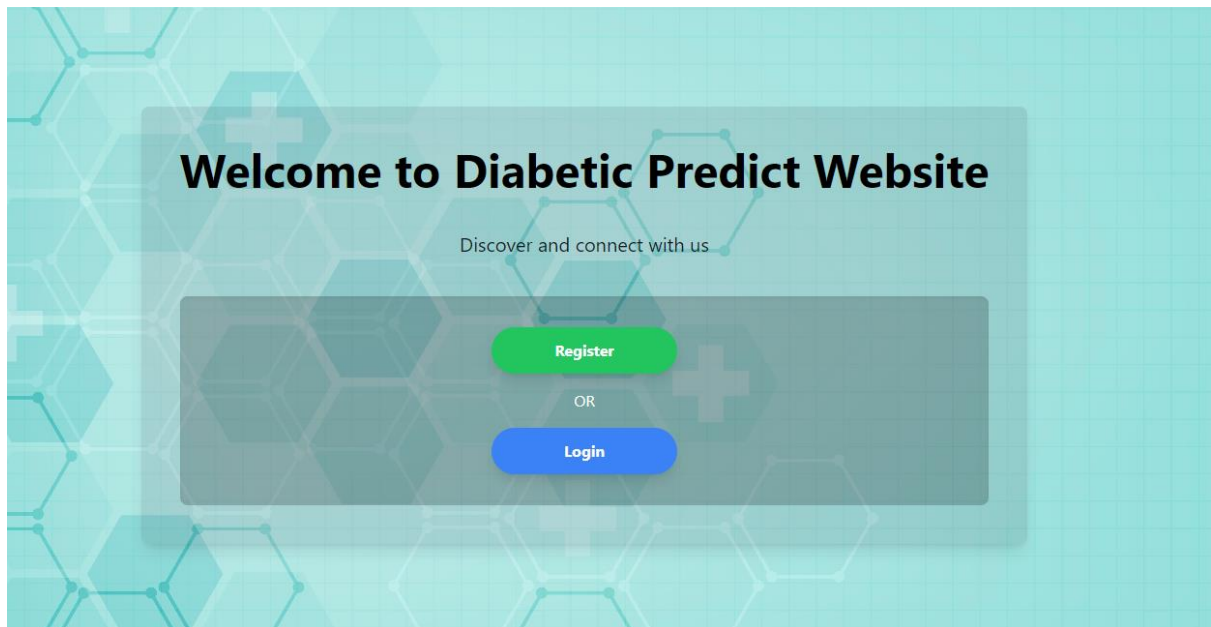 Welcome to Diabetic Predict Website
Discover and connect with us
Register
OR
Login